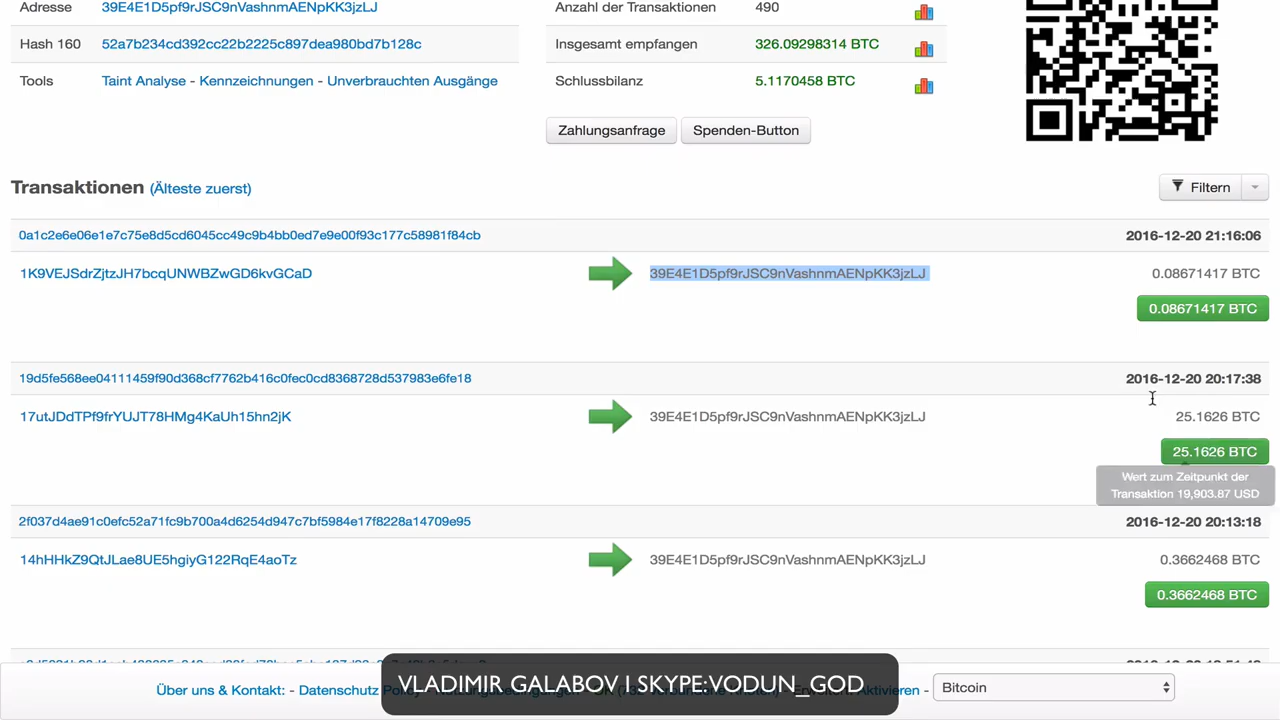 Adresse 39E4E1D5pf9rJSC9nVashnmAENpKK3jzLJ Anzahl der Transaktionen 490
Hash 160 52a7b234cd392cc22b2225c897dea980bd7b128c Insgesamt empfangen 326.09298314 BTC
Tools Taint Analyse - Kennzeichnungen - Unverbrauchten Ausgänge Schlussbilanz 5.1170458 BTC
Zahlungsanfrage Spenden-Button
Transaktionen (Älteste zuerst) Filtern
0a1c2e6e06e1e7c75e8d5cd6045cc49c9b4bb0ed7e9e00f93c177c58981f84cb 2016-12-20 21:16:06
1K9VEJSdrZjtzJH7bcqUNWBZwGD6kvGCaD 39E4E1D5pf9rJSC9nVashnmAENpKK3jzLJ 0.08671417 BTC
0.08671417 BTC
19d5fe568ee04111459f90d368cf7762b416c0fec0cd8368728d537983e6fe18 2016-12-20 20:17:38
17utJDdTPf9frYUJT78HMg4KaUh15hn2jK 39E4E1D5pf9rJSC9nVashnmAENpKK3jzLJ 25.1626 BTC
25.1626 BTC
Wert zum Zeitpunkt der
Transaktion 19,903.87 USD
2f037d4ae91c0efc52a71fc9b700a4d6254d947c7bf5984e17f8228a14709e95 2016-12-20 20:13:18
14hHHkZ9QtJLae8UE5hgiyG122RqE4aoTz 39E4E1D5pf9rJSC9nVashnmAENpKK3jzLJ 0.3662468 BTC
0.3662468 BTC
Über uns & Kontakt: - Datenschutz Aktivieren - Bitcoin
VLADIMIR GALABOV I SKYPE:VODUN_GOD